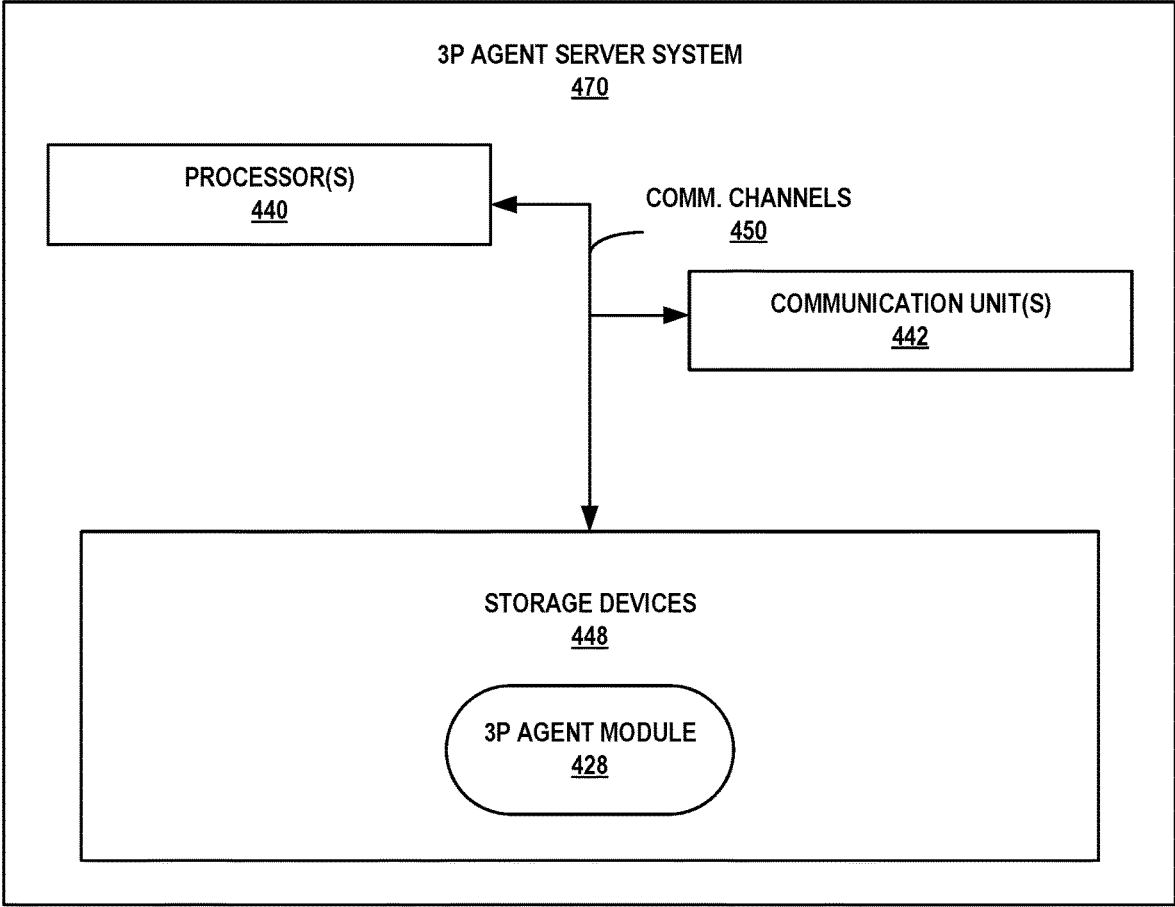 3P AGENT SERVER SYSTEM
470
PROCESSOR(S)
440
COMM. CHANNELS
450
COMMUNICATION UNIT(S)
442
STORAGE DEVICES
448
3P AGENT MODULE
428